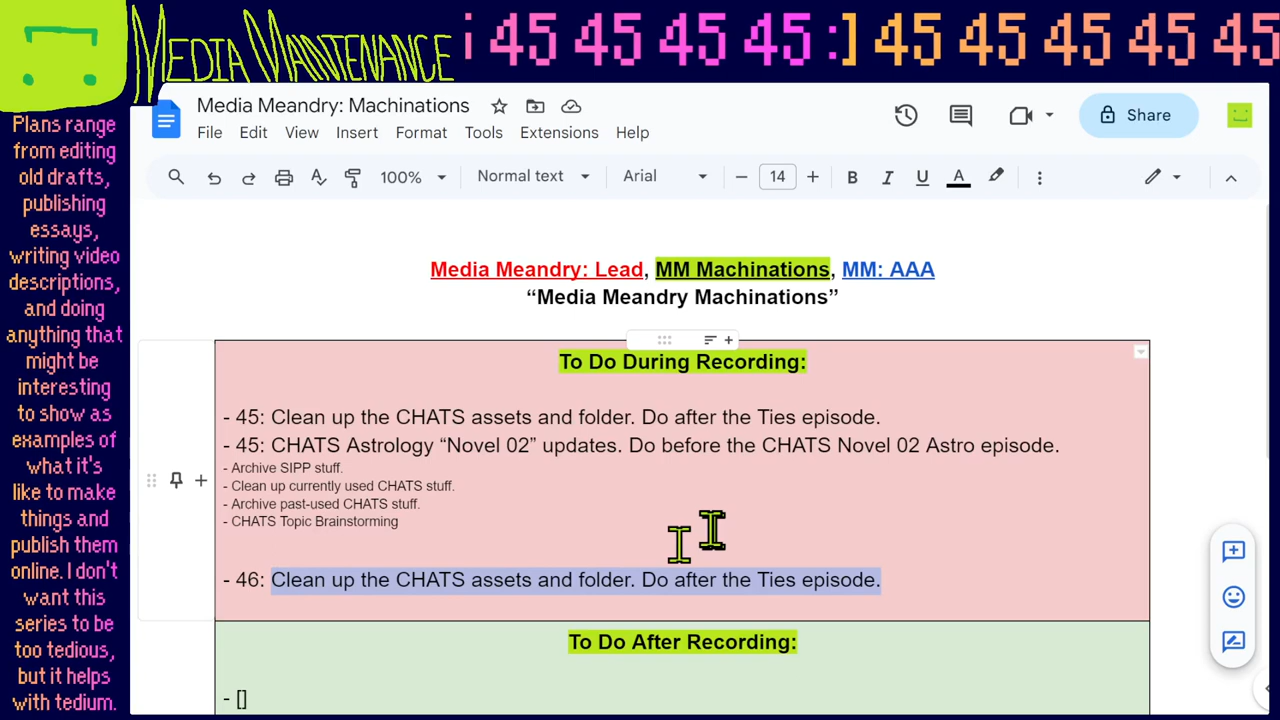 MEDIA MAINTENANCE
i 45 45 45 45 :] 45 45 45 45 45
Plans range
from editing
old drafts,
publishing
essays,
writing video
descriptions,
and doing
anything that
might be
interesting
to show as
examples of
what it's
like to make
things and
publish them
online. I don't
want this
series to be
too tedious,
but it helps
with tedium.
Media Meandry: Machinations
File Edit View Insert Format Tools Extensions Help
Share
100% Normal text Arial 14 B I U A
Media Meandry: Lead, MM Machinations, MM: AAA
“Media Meandry Machinations”
To Do During Recording:
- 45: Clean up the CHATS assets and folder. Do after the Ties episode.
- 45: CHATS Astrology “Novel 02” updates. Do before the CHATS Novel 02 Astro episode.
- Archive SIPP stuff.
- Clean up currently used CHATS stuff.
- Archive past-used CHATS stuff.
- CHATS Topic Brainstorming
- 46: Clean up the CHATS assets and folder. Do after the Ties episode.
To Do After Recording:
- []